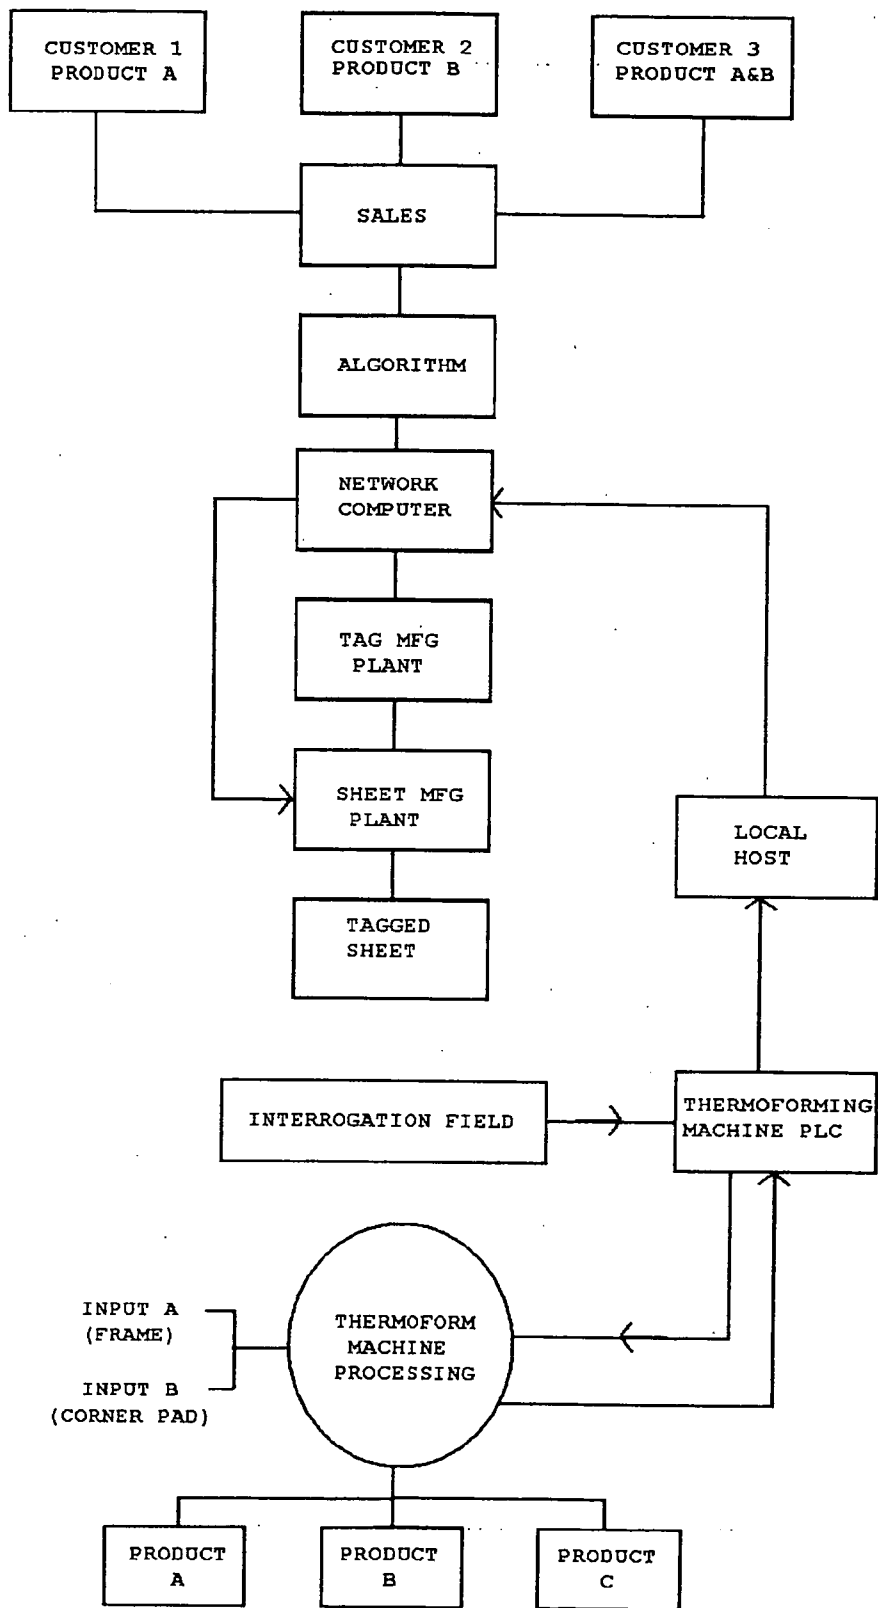 CUSTOMER 1
PRODUCT A
CUSTOMER 2
PRODUCT B
CUSTOMER 3
PRODUCT A&B
SALES
ALGORITHM
NETWORK
COMPUTER
TAG MFG
PLANT
SHEET MFG
PLANT
LOCAL
HOST
TAGGED
SHEET
INTERROGATION FIELD
THERMOFORMING
MACHINE PLC
INPUT A
(FRAME)
INPUT B
(CORNER PAD)
THERMOFORM
MACHINE
PROCESSING
PRODUCT
A
PRODUCT
B
PRODUCT
C